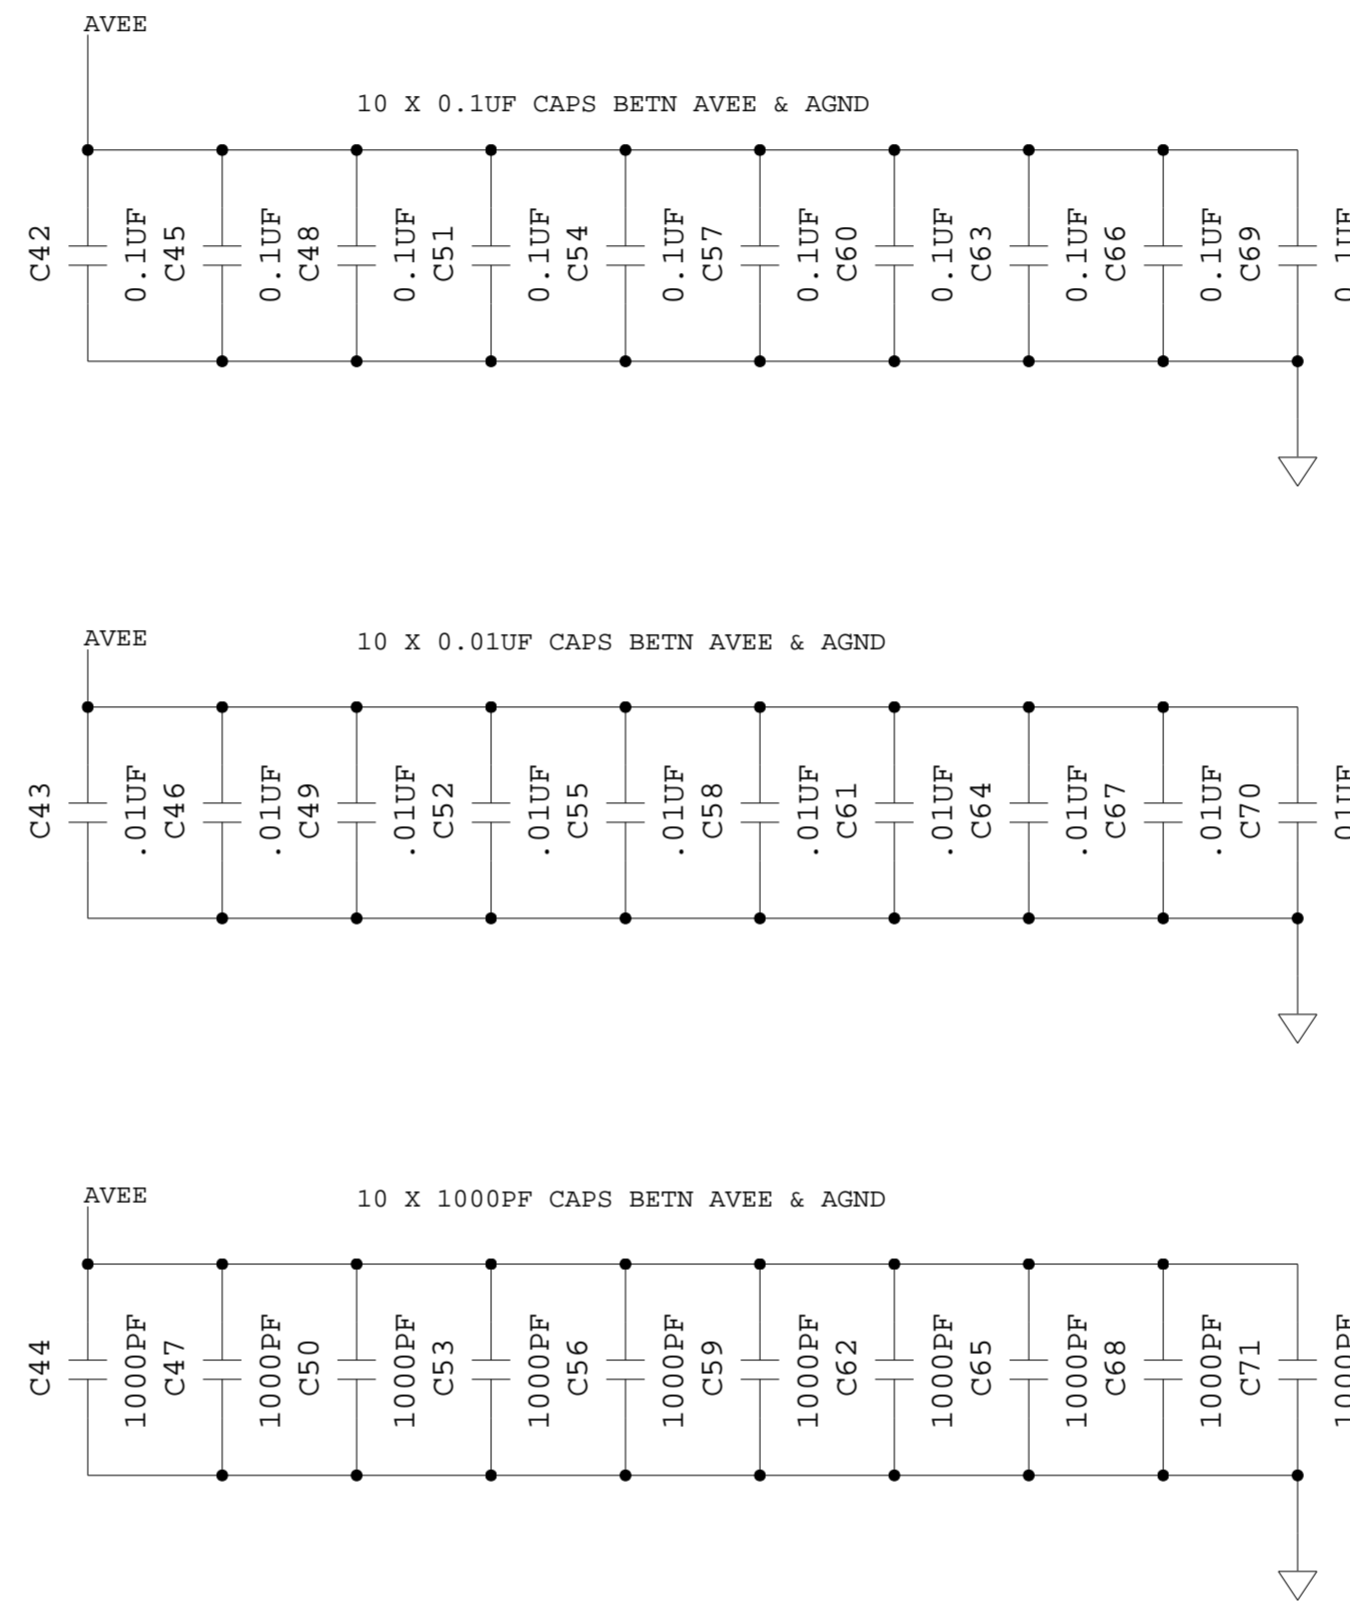 AVEE
10 X 0.1UF CAPS BETN AVEE & AGND
C42
0.1UF
C45
0.1UF
C48
0.1UF
C51
0.1UF
C54
0.1UF
C57
0.1UF
C60
0.1UF
C63
0.1UF
C66
0.1UF
C69
0.1UF
AVEE
10 X 0.01UF CAPS BETN AVEE & AGND
C43
.01UF
C46
.01UF
C49
.01UF
C52
.01UF
C55
.01UF
C58
.01UF
C61
.01UF
C64
.01UF
C67
.01UF
C70
.01UF
AVEE
10 X 1000PF CAPS BETN AVEE & AGND
C44
1000PF
C47
1000PF
C50
1000PF
C53
1000PF
C56
1000PF
C59
1000PF
C62
1000PF
C65
1000PF
C68
1000PF
C71
1000PF